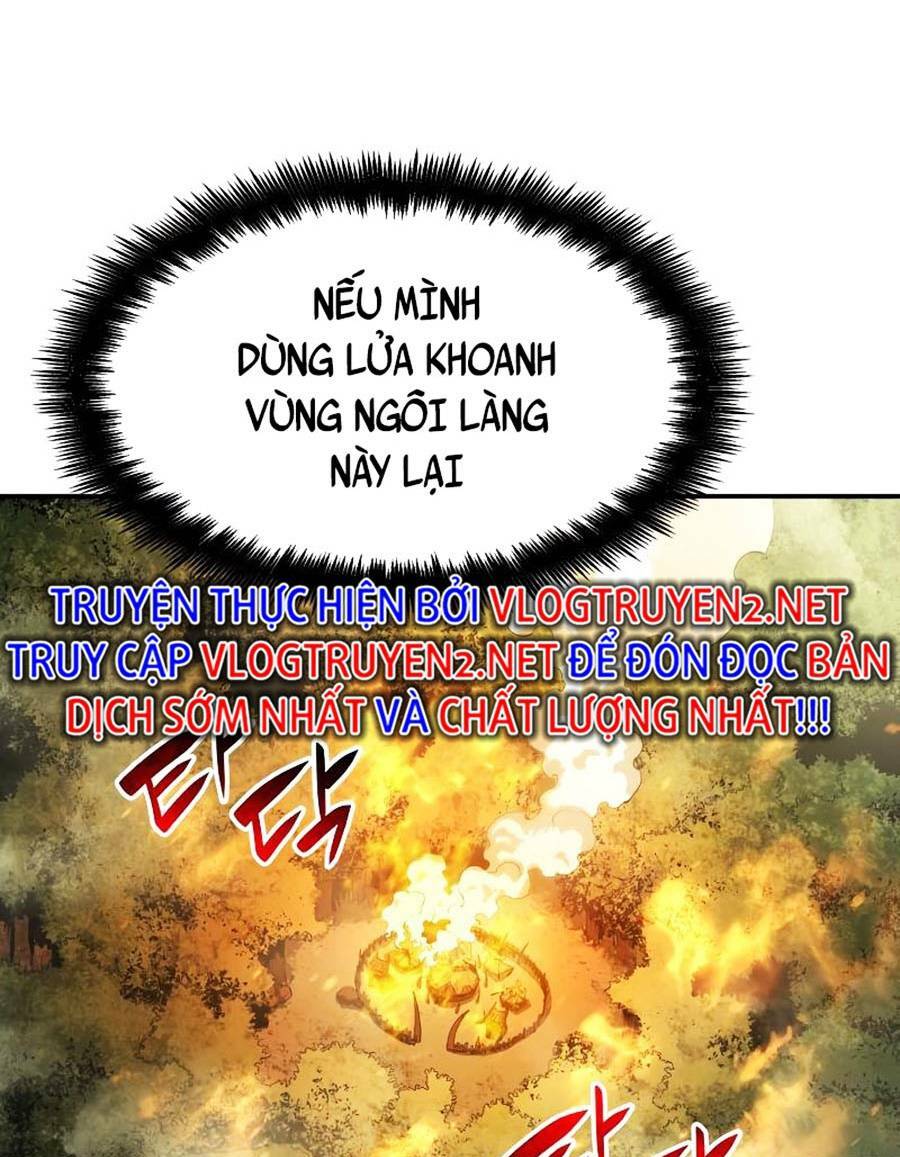 NẾU MÌNH
DÙNG LỬA KHOANH
VÙNG NGÔI LÀNG
NÀY LẠI
TRUYỆN THỰC HIỆN BỞI VLOGTRUYEN2.NET
TRUY CẬP VLOGTRUYEN2.NET ĐỂ ĐÓN ĐỌC BẢN
DỊCH SỚM NHẤT VÀ CHẤT LƯỢNG NHẤT!!!
타
닥
타